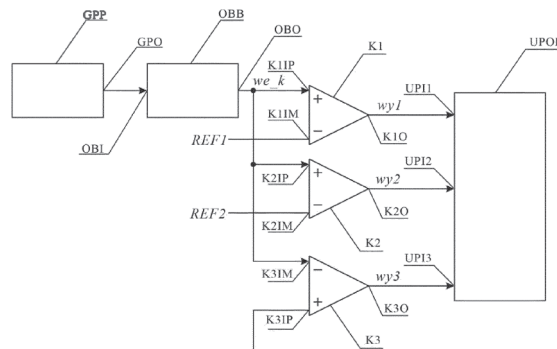 GPP
OBB
GPO
OBO
K1
UPOK
K1IP
we_k
wy1
UPI1
K1IM
K1O
OBI
REF1
K2IP
wy2
UPI2
REF2
K2IM
K2O
K2
K3IM
wy3
UPI3
K3IP
K3O
K3